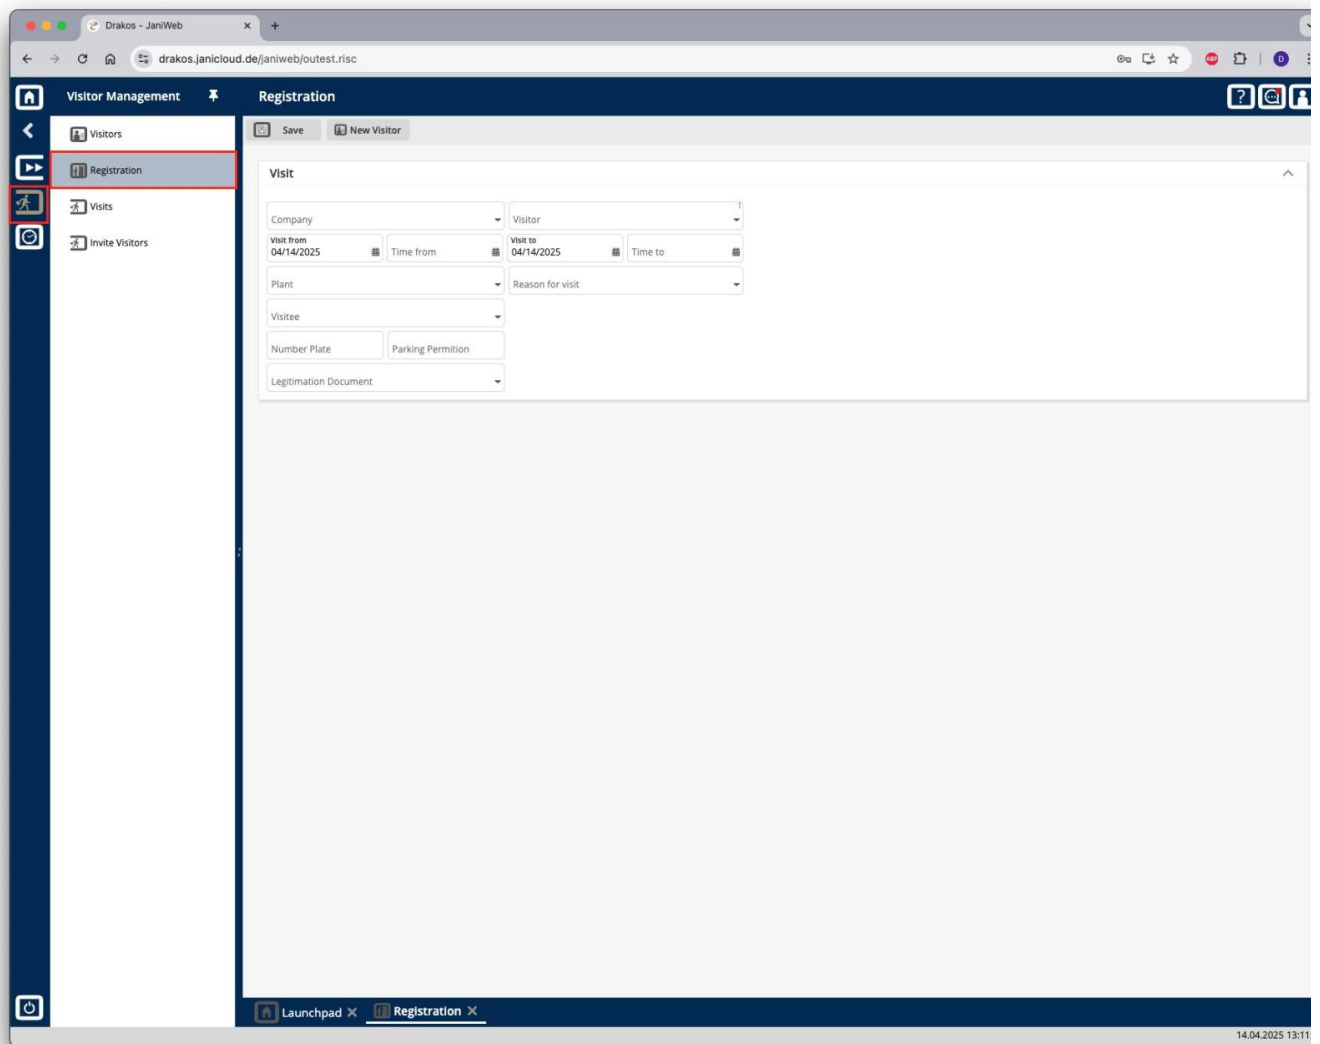 Drakos - JaniWeb
drakos.janicloud.de/janiweb/outest.risc
ABP
D
Visitor Management
Registration
?
Visitors
Save
New Visitor
Registration
Visit
Visits
Company
Visitor
!
Invite Visitors
Visit from
04/14/2025
Time from
Visit to
04/14/2025
Time to
Plant
Reason for visit
Visitee
Number Plate
Parking Permition
Legitimation Document
Launchpad
Registration
14.04.2025 13:11: